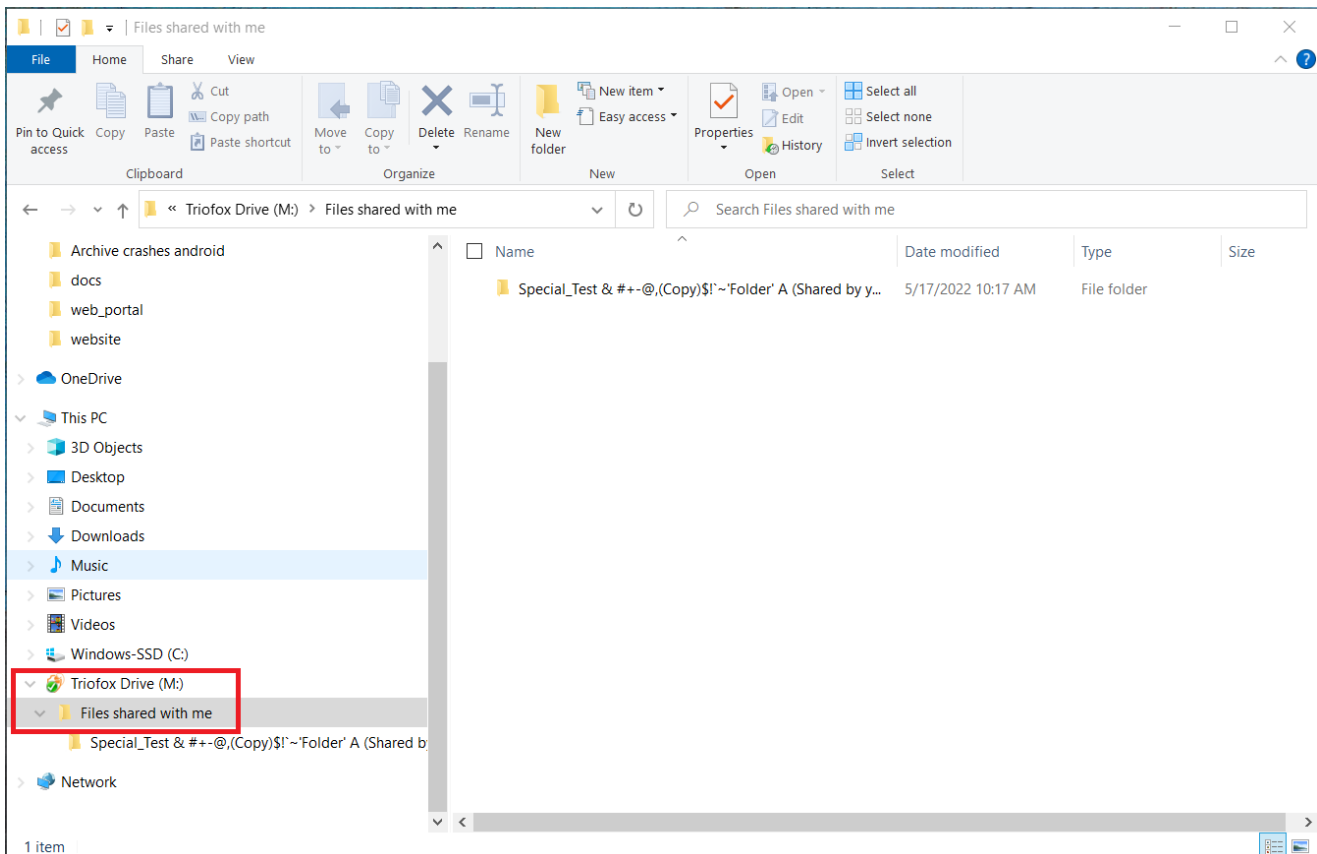 Files shared with me
File Home Share View
Pin to Quick access
Copy
Paste
Cut
Copy path
Paste shortcut
Clipboard
Move to
Copy to
Delete
Rename
Organize
New folder
New item
Easy access
New
Properties
Open
Edit
History
Open
Select all
Select none
Invert selection
Select
« Triofox Drive (M:) > Files shared with me
Search Files shared with me
Archive crashes android
docs
web_portal
website
OneDrive
This PC
3D Objects
Desktop
Documents
Downloads
Music
Pictures
Videos
Windows-SSD (C:)
Triofox Drive (M:)
Files shared with me
Special_Test & #+-@,(Copy)$!`~'Folder' A (Shared by
Network
Name Date modified Type Size
Special_Test & #+-@,(Copy)$!`~'Folder' A (Shared by y... 5/17/2022 10:17 AM File folder
1 item